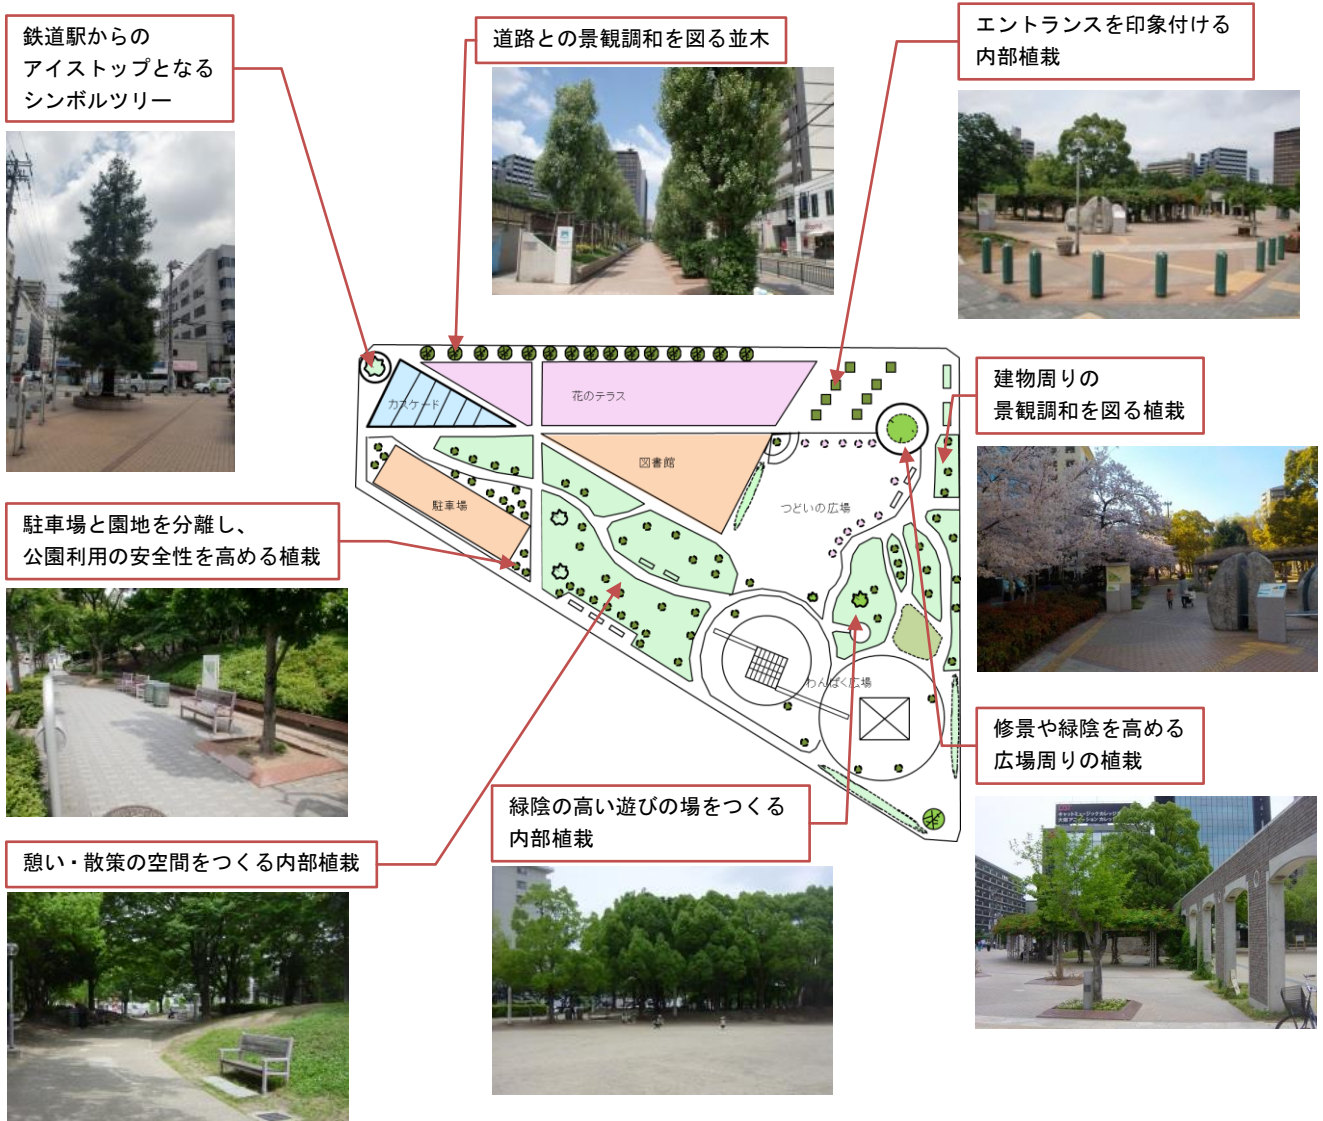 鉄道駅からの
アイストップとなる
シンボルツリー
道路との景観調和を図る並木
エントランスを印象付ける
内部植栽
建物周りの
景観調和を図る植栽
駐車場と園地を分離し、
公園利用の安全性を高める植栽
修景や緑陰を高める
広場周りの植栽
緑陰の高い遊びの場をつくる
内部植栽
憩い・散策の空間をつくる内部植栽
カスケード
花のテラス
図書館
駐車場
つどいの広場
わんぱく広場